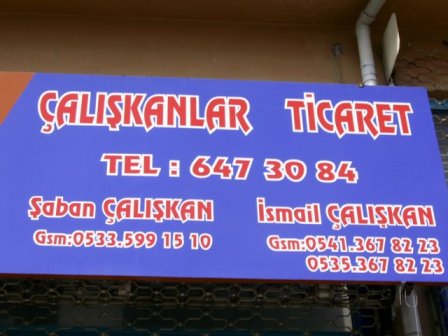 ÇALIŞKANLAR TİCARET
TEL : 647 30 84
Şaban ÇALIŞKAN İsmail ÇALIŞKAN
Gsm:0533.599 15 10 Gsm:0541.367 82 23
0535.367 82 23